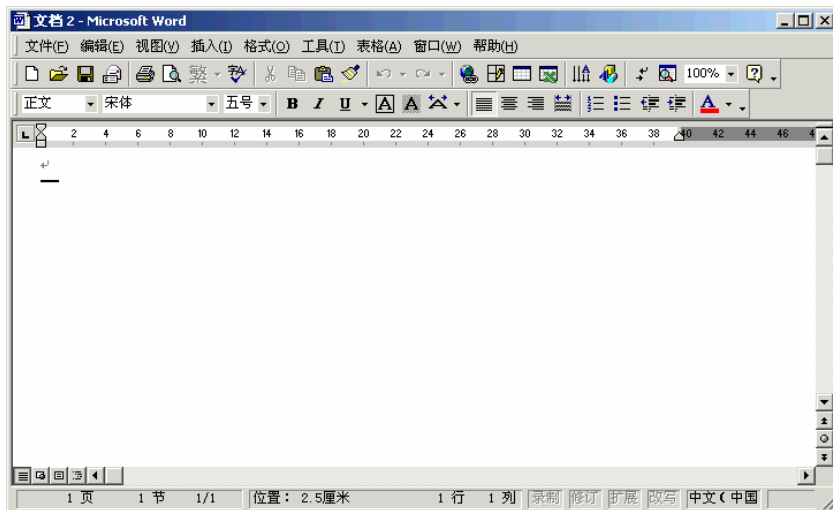 文档 2 - Microsoft Word
文件(F) 编辑(E) 视图(V) 插入(I) 格式(O) 工具(T) 表格(A) 窗口(W) 帮助(H)
繁 100%
正文 宋体 五号 B I U A A A
L 2 4 6 8 10 12 14 16 18 20 22 24 26 28 30 32 34 36 38 40 42 44 46 4
1 页 1 节 1/1 位置: 2.5厘米 1 行 1 列 录制 修订 扩展 改写 中文(中国